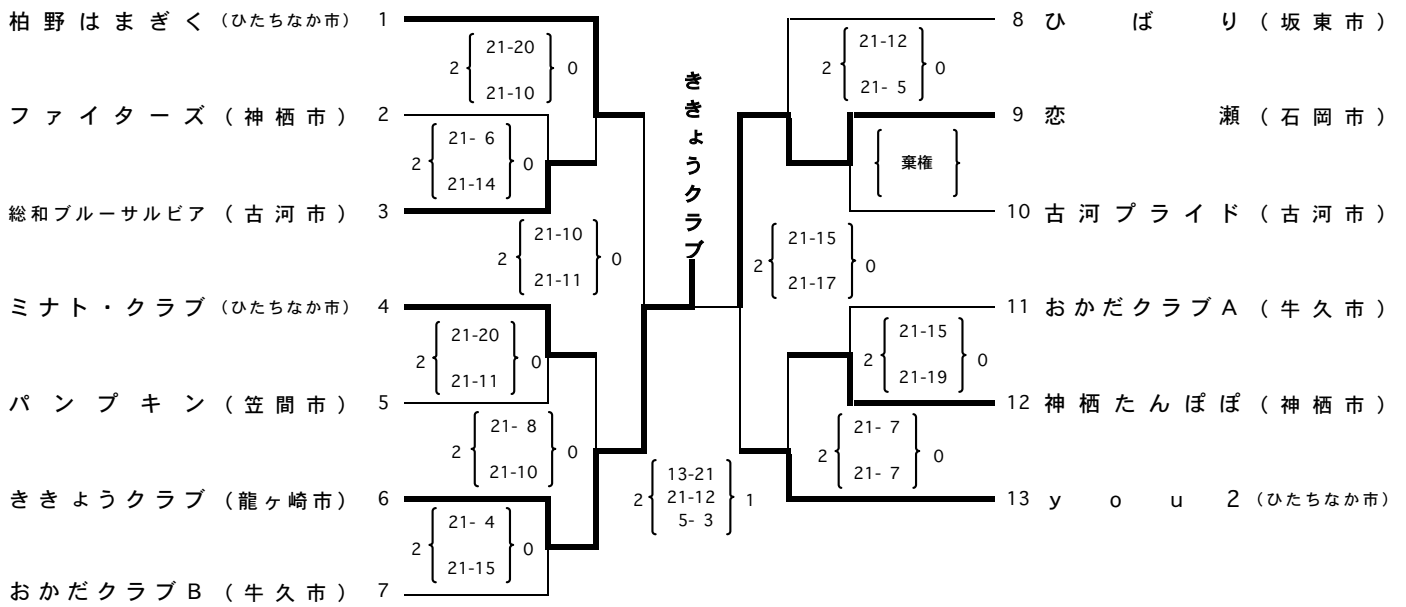 柏野はまぎく（ひたちなか市） 1
ファイターズ（神栖市） 2
総和ブルーサルビア（古河市） 3
ミナト・クラブ（ひたちなか市） 4
パンプキン（笠間市） 5
ききょうクラブ（龍ヶ崎市） 6
おかだクラブB（牛久市） 7
2 21-20 0
21-10
2 21- 6 0
21-14
2 21-10 0
21-11
2 21-20 0
21-11
2 21- 8 0
21-10
2 21- 4 0
21-15
ききょうクラブ
2 13-21 1
21-12
5- 3
2 21-12 0
21- 5
棄権
2 21-15 0
21-17
2 21-15 0
21-19
2 21- 7 0
21- 7
8 ひばり（坂東市）
9 恋瀬（石岡市）
10 古河プライド（古河市）
11 おかだクラブA（牛久市）
12 神栖たんぽぽ（神栖市）
13 you2（ひたちなか市）